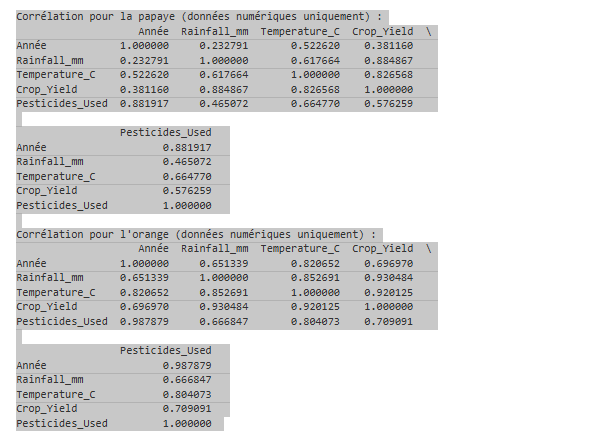 Corrélation pour la papaye (données numériques uniquement) :
Année Rainfall_mm Temperature_C Crop_Yield \
Année 1.000000 0.232791 0.522620 0.381160
Rainfall_mm 0.232791 1.000000 0.617664 0.884867
Temperature_C 0.522620 0.617664 1.000000 0.826568
Crop_Yield 0.381160 0.884867 0.826568 1.000000
Pesticides_Used 0.881917 0.465072 0.664770 0.576259
Pesticides_Used
Année 0.881917
Rainfall_mm 0.465072
Temperature_C 0.664770
Crop_Yield 0.576259
Pesticides_Used 1.000000
Corrélation pour l'orange (données numériques uniquement) :
Année Rainfall_mm Temperature_C Crop_Yield \
Année 1.000000 0.651339 0.820652 0.696970
Rainfall_mm 0.651339 1.000000 0.852691 0.930484
Temperature_C 0.820652 0.852691 1.000000 0.920125
Crop_Yield 0.696970 0.930484 0.920125 1.000000
Pesticides_Used 0.987879 0.666847 0.804073 0.709091
Pesticides_Used
Année 0.987879
Rainfall_mm 0.666847
Temperature_C 0.804073
Crop_Yield 0.709091
Pesticides_Used 1.000000